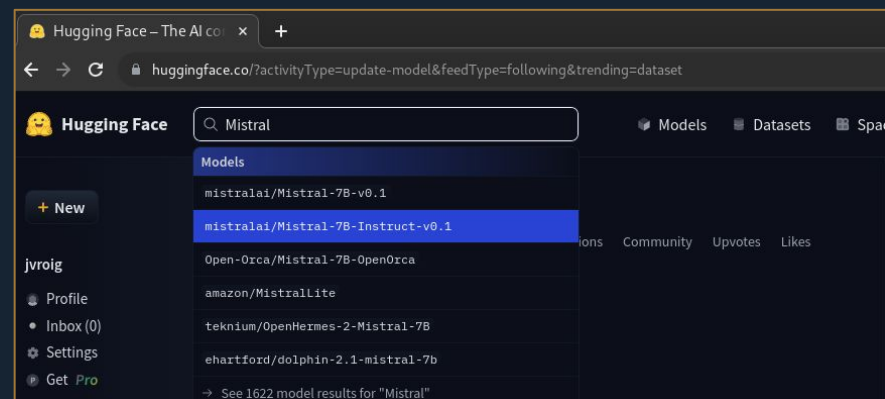 Hugging Face – The AI co
huggingface.co/?activityType=update-model&feedType=following&trending=dataset
Hugging Face
Mistral
Models
Datasets
Models
mistralai/Mistral-7B-v0.1
+ New
mistralai/Mistral-7B-Instruct-v0.1
ions
Community
Upvotes
Likes
jvroig
Open-Orca/Mistral-7B-OpenOrca
Profile
amazon/MistralLite
Inbox (0)
teknium/OpenHermes-2-Mistral-7B
Settings
ehartford/dolphin-2.1-mistral-7b
Get Pro
→ See 1622 model results for "Mistral"